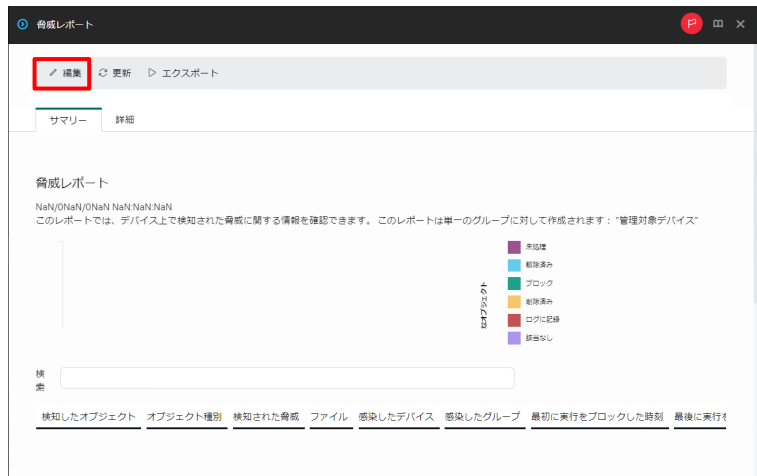 脅威レポート
編集 更新 エクスポート
サマリー 詳細
脅威レポート
NaN/0NaN/0NaN NaN:NaN:NaN
このレポートでは、デバイス上で検知された脅威に関する情報を確認できます。 このレポートは単一のグループに対して作成されます： "管理対象デバイス"
なオブジェクト
未処理
駆除済み
ブロック
削除済み
ログに記録
該当なし
検索
検知したオブジェクト オブジェクト種別 検知された脅威 ファイル 感染したデバイス 感染したグループ 最初に実行をブロックした時刻 最後に実行を